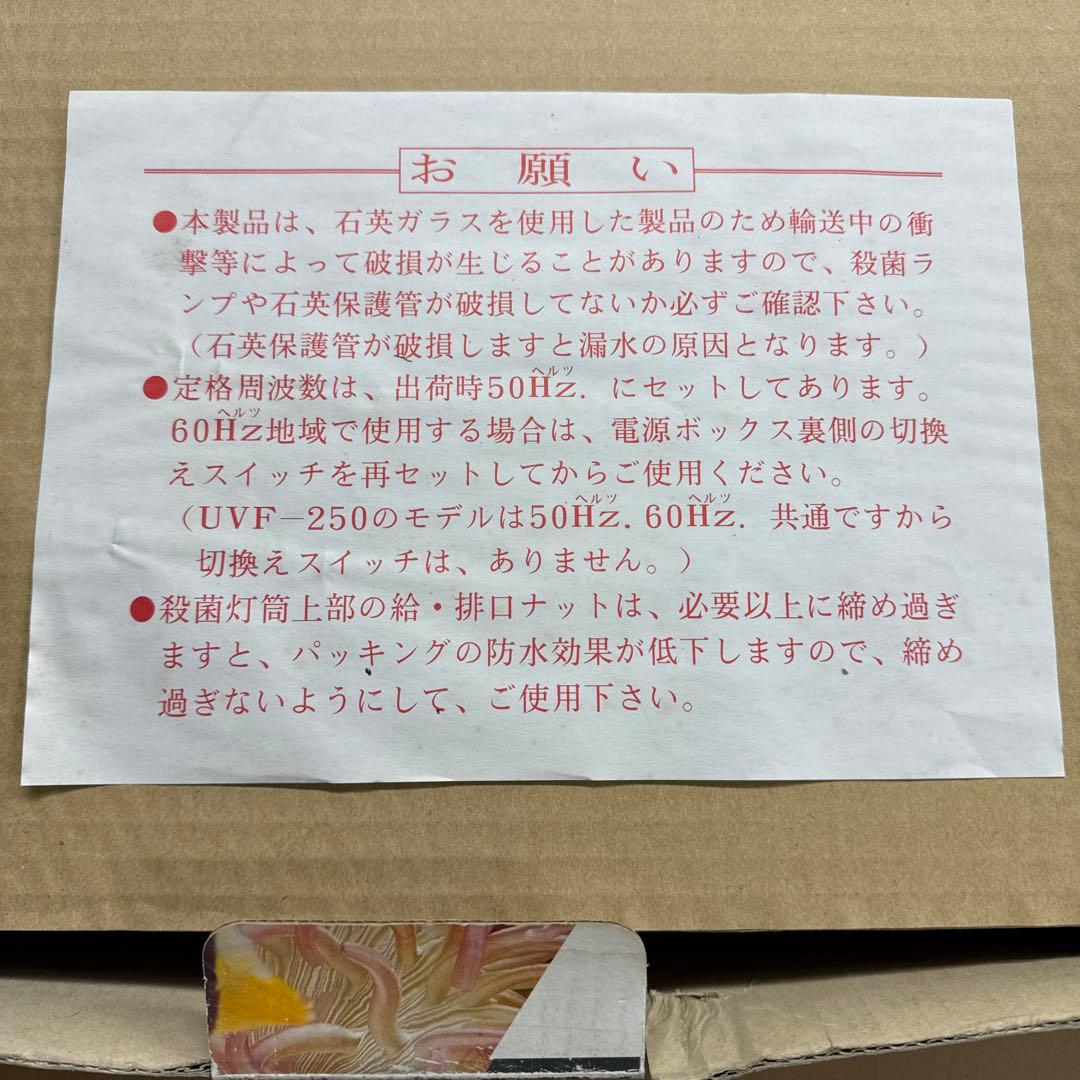 お願い
●本製品は、石英ガラスを使用した製品のため輸送中の衝
撃等によって破損が生じることがありますので、殺菌ラ
ンプや石英保護管が破損してないか必ずご確認下さい。
（石英保護管が破損しますと漏水の原因となります。）
ヘルツ
●定格周波数は、出荷時50Hz. にセットしてあります。
ヘルツ
60Hz地域で使用する場合は、電源ボックス裏側の切換
えスイッチを再セットしてからご使用ください。
ヘルツ ヘルツ
（UVF−250のモデルは50Hz. 60Hz. 共通ですから
切換えスイッチは、ありません。）
●殺菌灯筒上部の給・排口ナットは、必要以上に締め過ぎ
ますと、パッキングの防水効果が低下しますので、締め
過ぎないようにして、ご使用下さい。